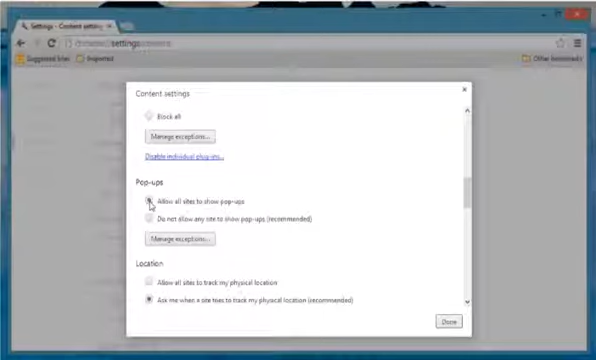 Settings - Content setting
chrome://settings/content
Suggested Sites
Imported
Other bookmarks
Content settings
Block all
Manage exceptions...
Disable individual plug-ins...
Pop-ups
Allow all sites to show pop-ups
Do not allow any site to show pop-ups (recommended)
Manage exceptions...
Location
Allow all sites to track my physical location
Ask me when a site tries to track my physical location (recommended)
Done